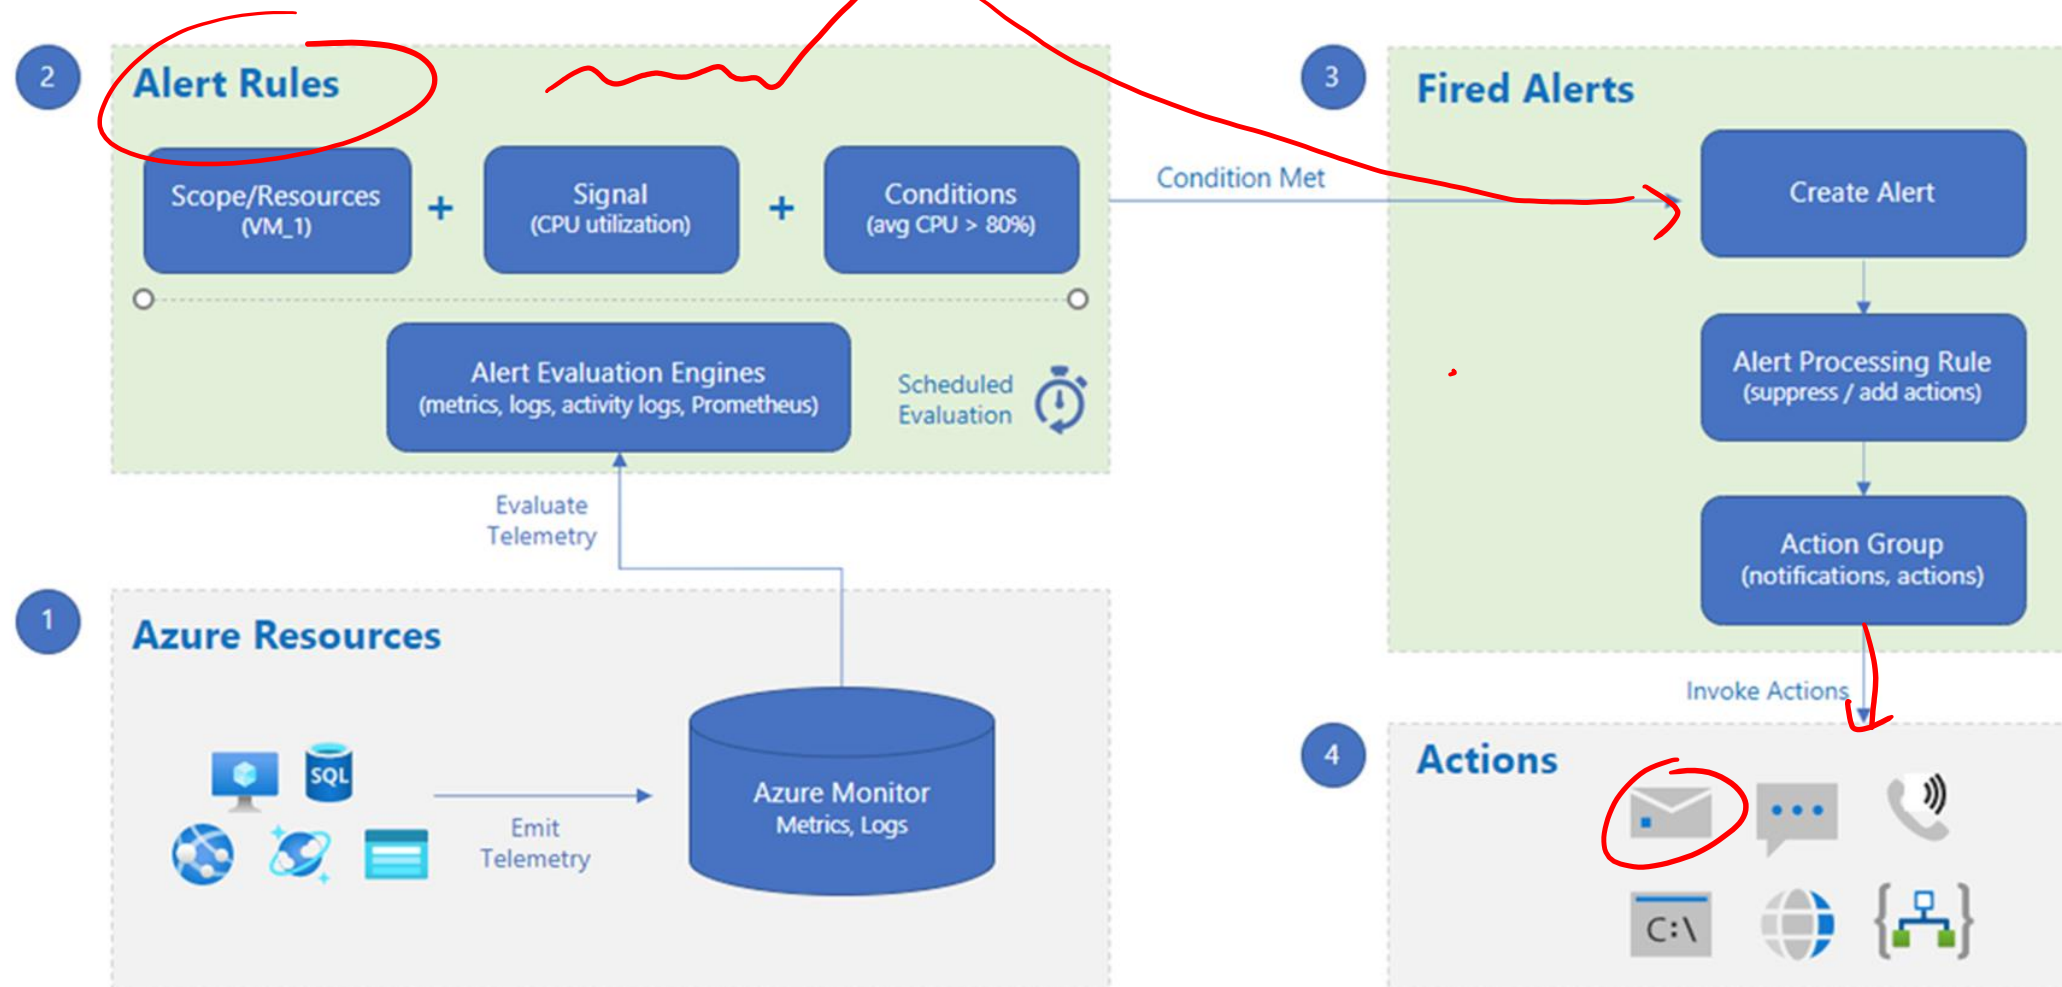 2
Alert Rules
Scope/Resources
(VM_1)
+
Signal
(CPU utilization)
+
Conditions
(avg CPU > 80%)
Alert Evaluation Engines
(metrics, logs, activity logs, Prometheus)
Scheduled
Evaluation
Evaluate
Telemetry
1
Azure Resources
SQL
Emit
Telemetry
Azure Monitor
Metrics, Logs
Condition Met
3
Fired Alerts
Create Alert
Alert Processing Rule
(suppress / add actions)
Action Group
(notifications, actions)
Invoke Actions
4
Actions
C:\